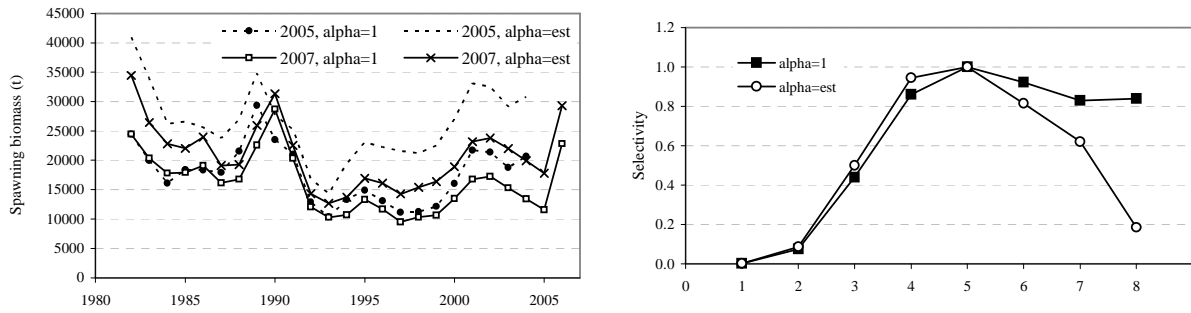 45000
40000
35000
30000
25000
20000
15000
10000
5000
0
Spawning biomass (t)
2005, alpha=1 2005, alpha=est
2007, alpha=1 2007, alpha=est
1980 1985 1990 1995 2000 2005
1.2
1.0
0.8
0.6
0.4
0.2
0.0
Selectivity
alpha=1
alpha=est
0 1 2 3 4 5 6 7 8